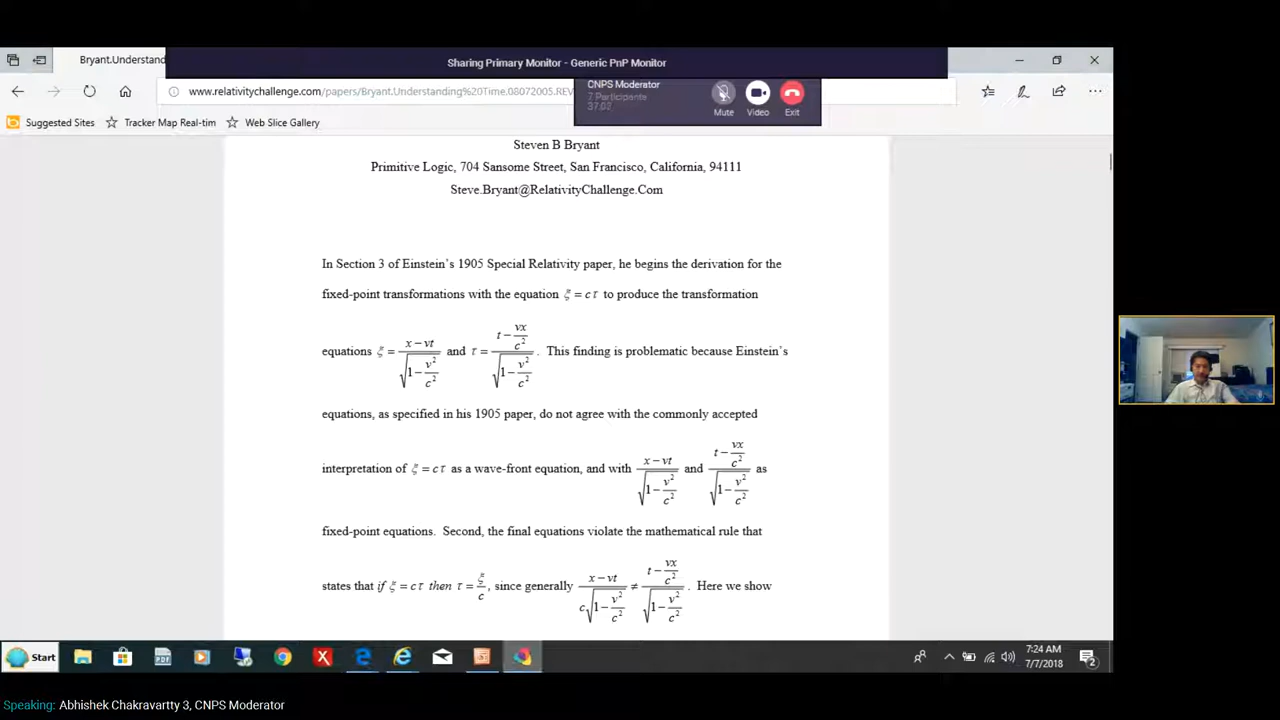 Bryant.Understand
Sharing Primary Monitor - Generic PnP Monitor
www.relativitychallenge.com/papers/Bryant.Understanding%20Time.08072005.REV
CNPS Moderator
7 Participants
37:02
Mute Video Exit
Suggested Sites Tracker Map Real-tim Web Slice Gallery
Steven B Bryant
Primitive Logic, 704 Sansome Street, San Francisco, California, 94111
Steve.Bryant@RelativityChallenge.Com
In Section 3 of Einstein's 1905 Special Relativity paper, he begins the derivation for the
fixed-point transformations with the equation ξ = cτ to produce the transformation
equations ξ = (x − vt)/√(1 − v²/c²) and τ = (t − vx/c²)/√(1 − v²/c²). This finding is problematic because Einstein's
equations, as specified in his 1905 paper, do not agree with the commonly accepted
interpretation of ξ = cτ as a wave-front equation, and with (x − vt)/√(1 − v²/c²) and (t − vx/c²)/√(1 − v²/c²) as
fixed-point equations. Second, the final equations violate the mathematical rule that
states that if ξ = cτ then τ = ξ/c, since generally (x − vt)/(c√(1 − v²/c²)) ≠ (t − vx/c²)/√(1 − v²/c²). Here we show
Start
7:24 AM
7/7/2018
2
Speaking: Abhishek Chakravartty 3, CNPS Moderator